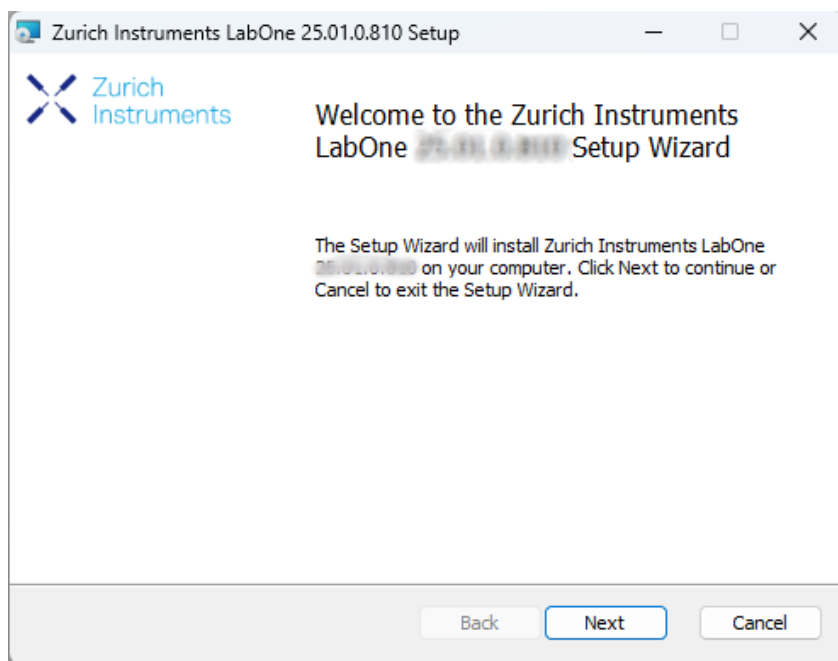 Zurich Instruments LabOne 25.01.0.810 Setup
Zurich
Instruments
Welcome to the Zurich Instruments
LabOne Setup Wizard
The Setup Wizard will install Zurich Instruments LabOne
on your computer. Click Next to continue or
Cancel to exit the Setup Wizard.
Back
Next
Cancel